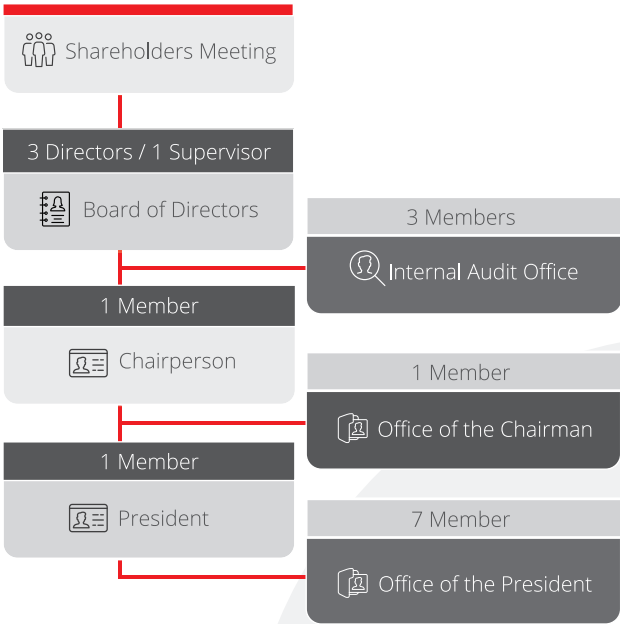 Shareholders Meeting
3 Directors / 1 Supervisor
Board of Directors
3 Members
Internal Audit Office
1 Member
Chairperson
1 Member
Office of the Chairman
1 Member
President
7 Member
Office of the President